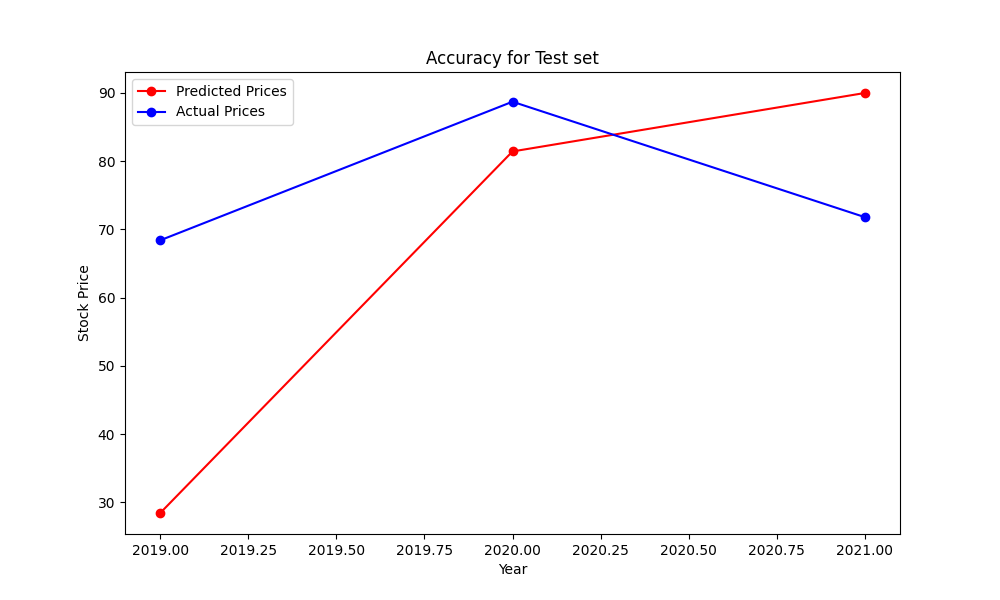 Accuracy for Test set
Predicted Prices
Actual Prices
90
80
70
60
50
40
30
Stock Price
2019.00 2019.25 2019.50 2019.75 2020.00 2020.25 2020.50 2020.75 2021.00
Year